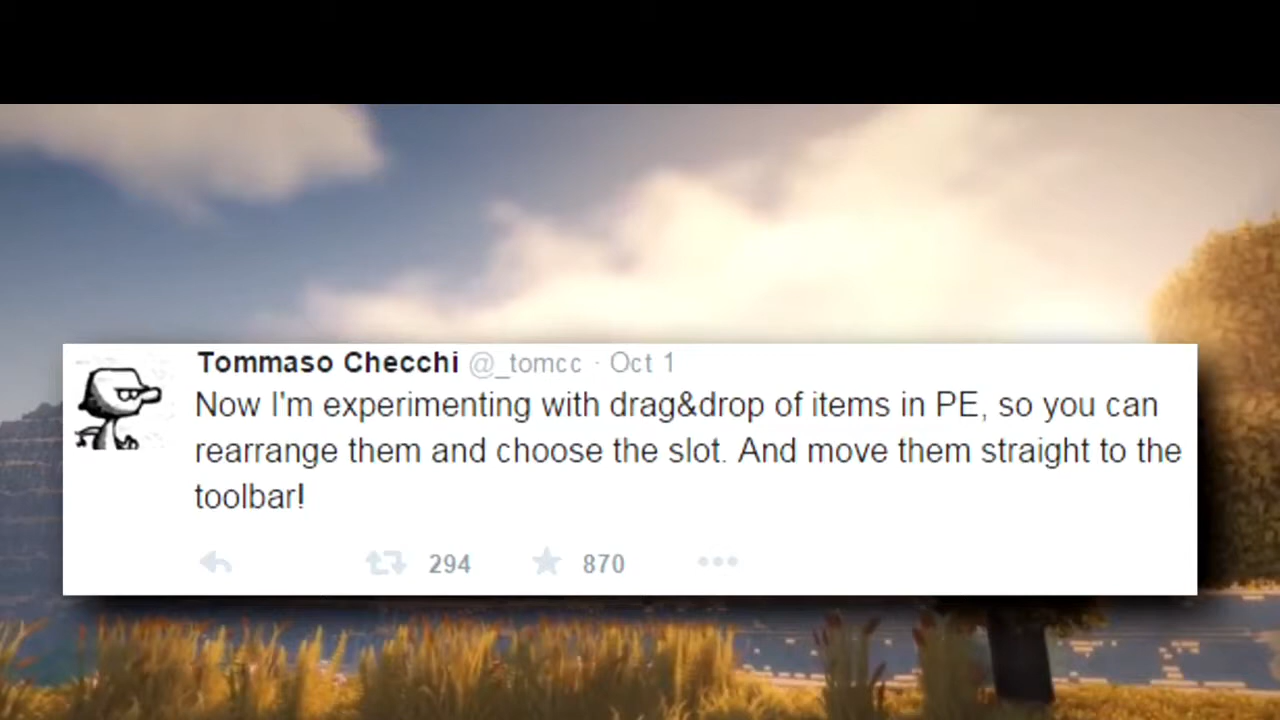 Tommaso Checchi @_tomcc · Oct 1
Now I'm experimenting with drag&drop of items in PE, so you can
rearrange them and choose the slot. And move them straight to the
toolbar!
294 870